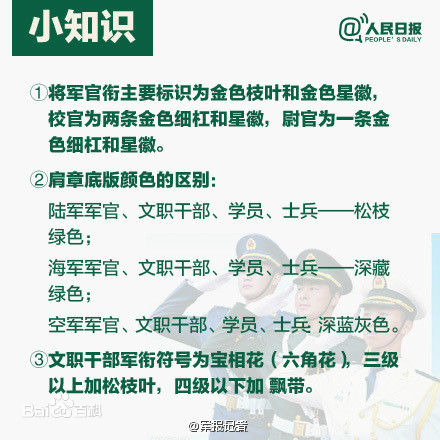 小知识
@人民日报
PEOPLE'S DAILY
①将军官衔主要标识为金色枝叶和金色星徽，
校官为两条金色细杠和星徽，尉官为一条金
色细杠和星徽。
②肩章底版颜色的区别：
陆军军官、文职干部、学员、士兵——松枝
绿色；
海军军官、文职干部、学员、士兵——深藏
绿色；
空军军官、文职干部、学员、士兵 深蓝灰色。
③文职干部军衔符号为宝相花（六角花），三级
以上加松枝叶，四级以下加 飘带。
Baidu百科
@军报记者